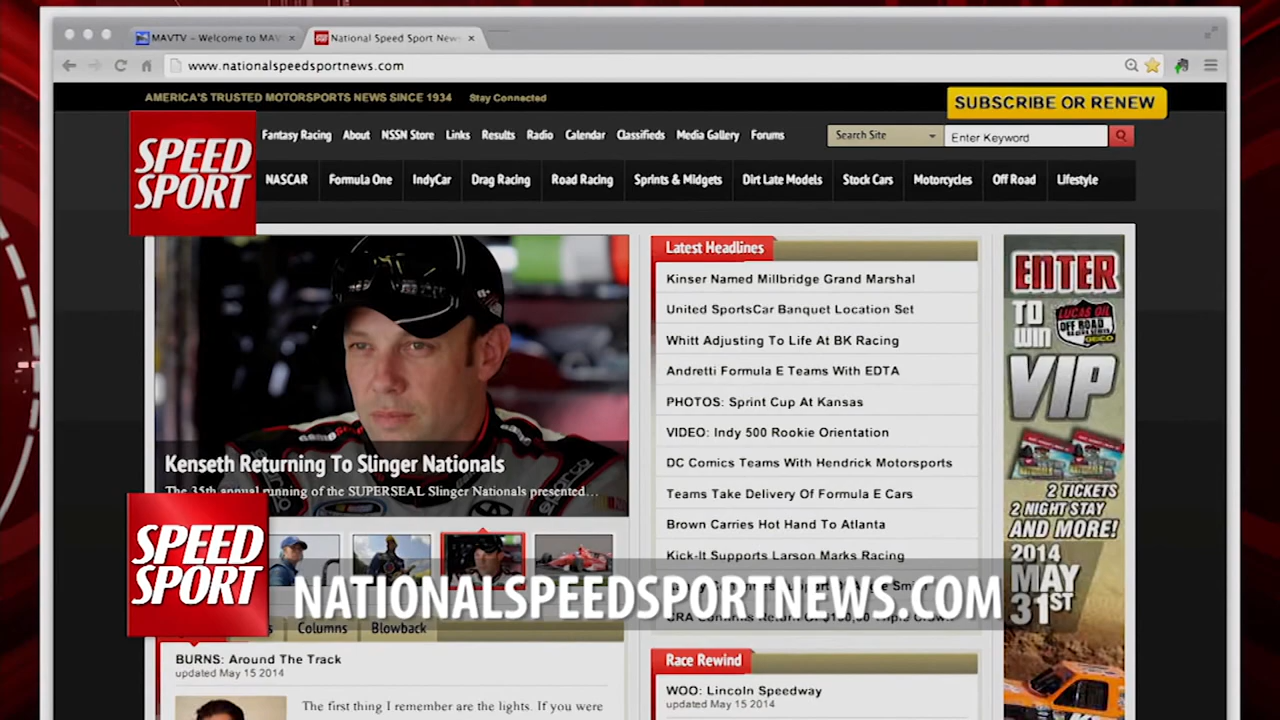 MAVTV – Welcome to MAV
National Speed Sport News
www.nationalspeedsportnews.com
AMERICA'S TRUSTED MOTORSPORTS NEWS SINCE 1934
Stay Connected
SUBSCRIBE OR RENEW
SPEED
SPORT
Fantasy Racing
About
NSSN Store
Links
Results
Radio
Calendar
Classifieds
Media Gallery
Forums
Search Site
Enter Keyword
NASCAR
Formula One
IndyCar
Drag Racing
Road Racing
Sprints & Midgets
Dirt Late Models
Stock Cars
Motorcycles
Off Road
Lifestyle
Kenseth Returning To Slinger Nationals
The 35th annual running of the SUPERSEAL Slinger Nationals presented…
Latest Headlines
Kinser Named Millbridge Grand Marshal
United SportsCar Banquet Location Set
Whitt Adjusting To Life At BK Racing
Andretti Formula E Teams With EDTA
PHOTOS: Sprint Cup At Kansas
VIDEO: Indy 500 Rookie Orientation
DC Comics Teams With Hendrick Motorsports
Teams Take Delivery Of Formula E Cars
Brown Carries Hot Hand To Atlanta
Kick-It Supports Larson Marks Racing
ENTER
TO
WIN
LUCAS OIL
OFF ROAD
GEICO
VIP
2 TICKETS
2 NIGHT STAY
AND MORE!
2014
MAY
31ST
SPEED
SPORT
NATIONALSPEEDSPORTNEWS.COM
Columns
Blowback
BURNS: Around The Track
updated May 15 2014
The first thing I remember are the lights. If you were
Race Rewind
WOO: Lincoln Speedway
updated May 15 2014